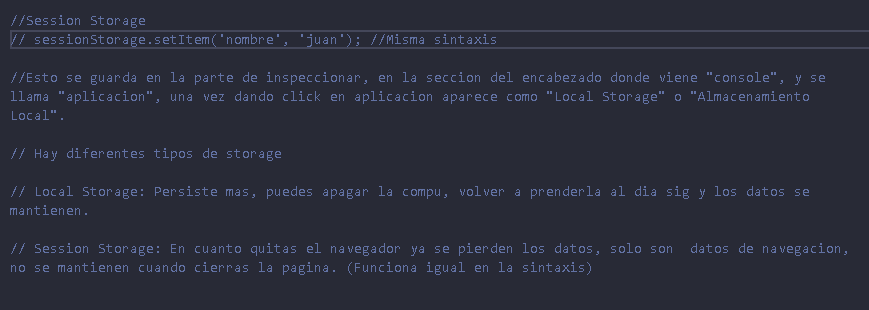 //Session Storage
// sessionStorage.setItem('nombre', 'juan'); //Misma sintaxis
//Esto se guarda en la parte de inspeccionar, en la seccion del encabezado donde viene "console", y se
llama "aplicacion", una vez dando click en aplicacion aparece como "Local Storage" o "Almacenamiento
Local".
// Hay diferentes tipos de storage
// Local Storage: Persiste mas, puedes apagar la compu, volver a prenderla al dia sig y los datos se
mantienen.
// Session Storage: En cuanto quitas el navegador ya se pierden los datos, solo son  datos de navegacion,
no se mantienen cuando cierras la pagina. (Funciona igual en la sintaxis)